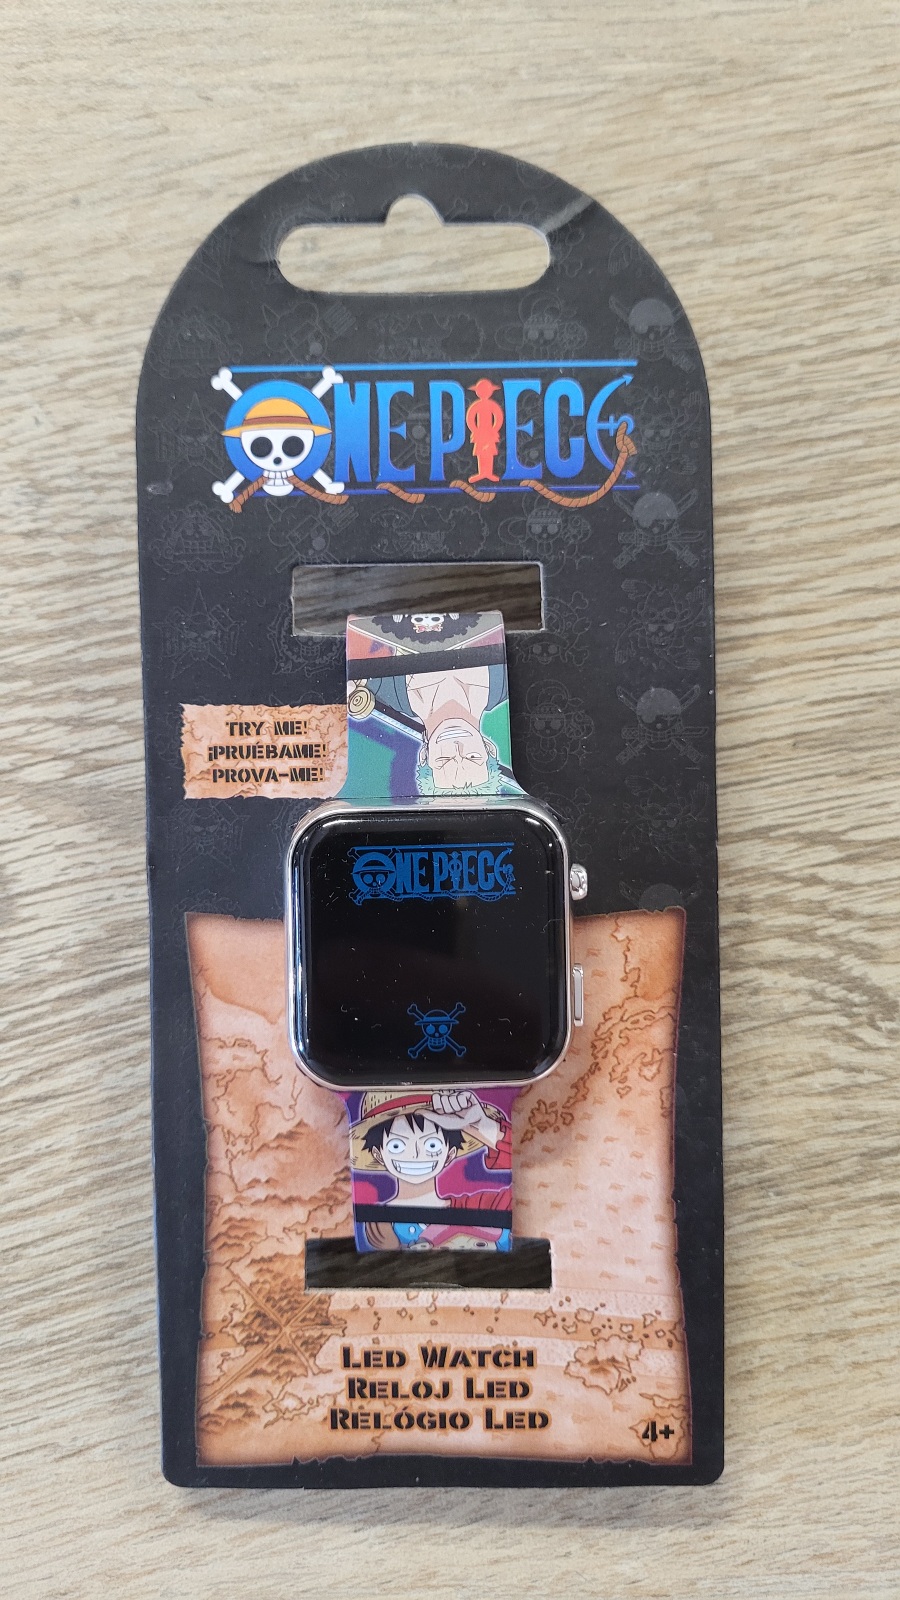 ONE PIECE
TRY ME!
¡PRUÉBAME!
PROVA-ME!
ONE PIECE
LED WATCH
RELOJ LED
RELÓGIO LED
4+